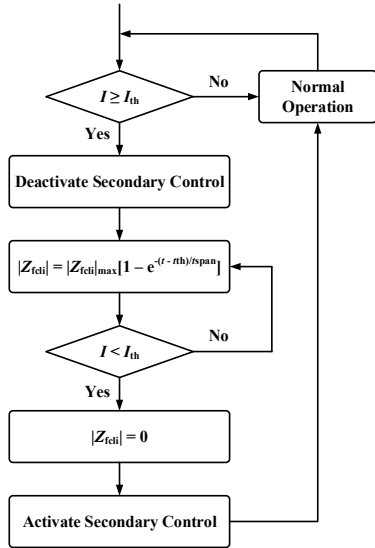 I ≥ Ith
No
Normal
Operation
Yes
Deactivate Secondary Control
|Zfcli| = |Zfcli|max[1 – e-(t - tth)/tspan]
I < Ith
No
Yes
|Zfcli| = 0
Activate Secondary Control